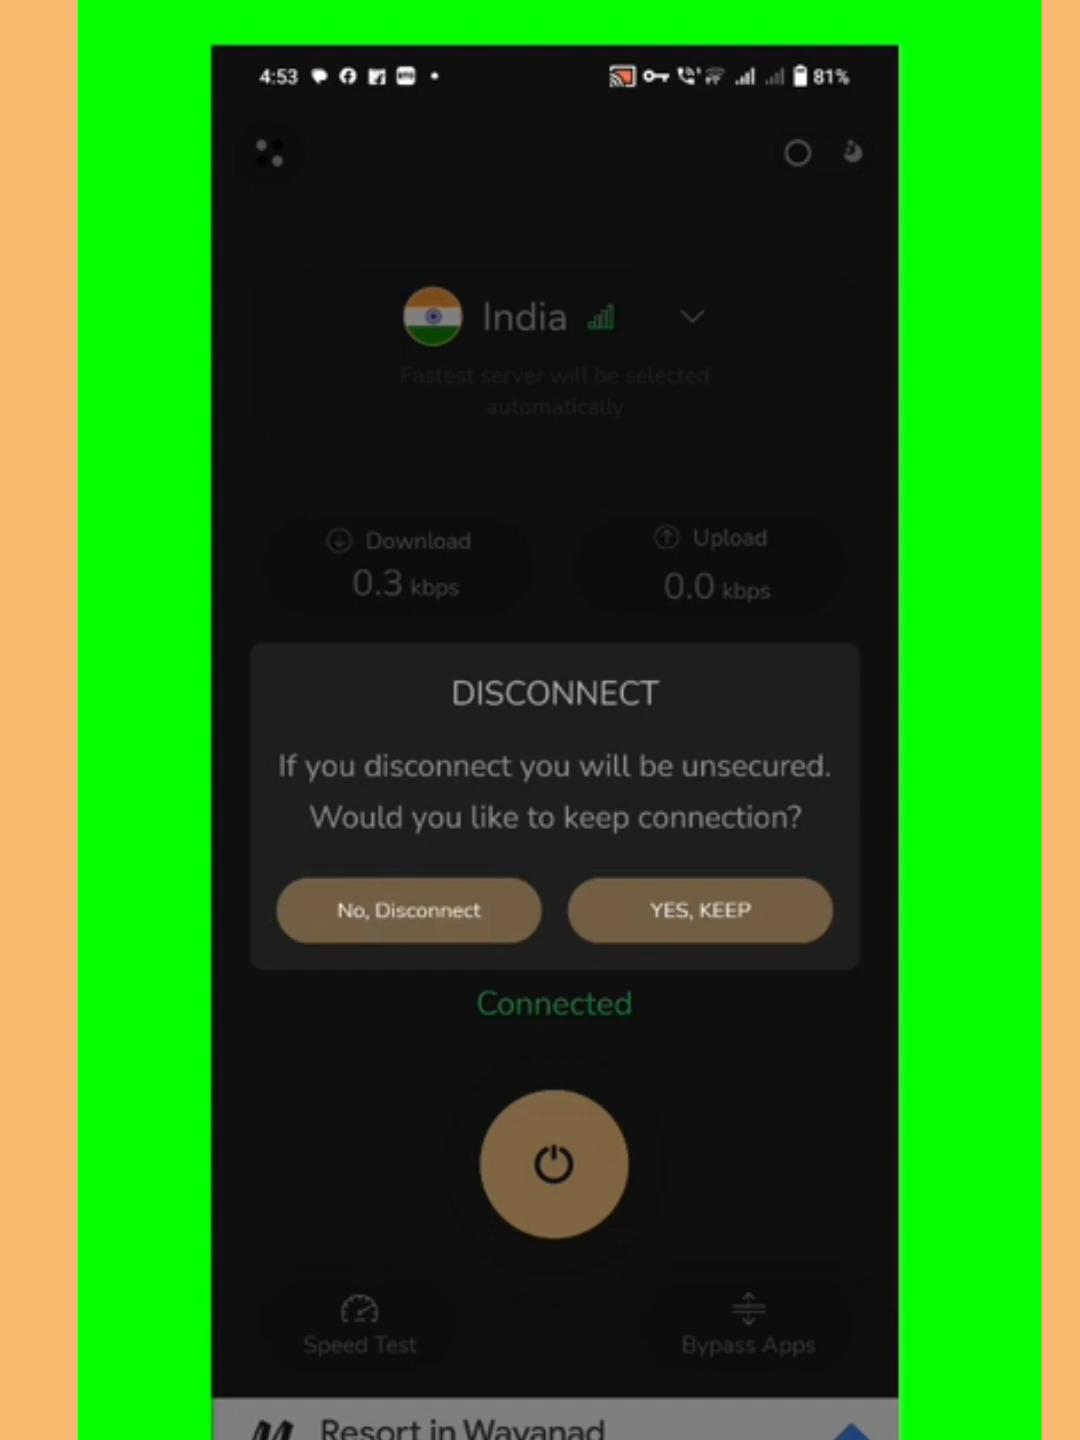 4:53
81%
India
Fastest server will be selected
automatically
Download
0.3 kbps
Upload
0.0 kbps
DISCONNECT
If you disconnect you will be unsecured.
Would you like to keep connection?
No, Disconnect
YES, KEEP
Connected
Speed Test
Bypass Apps
Resort in Wayanad